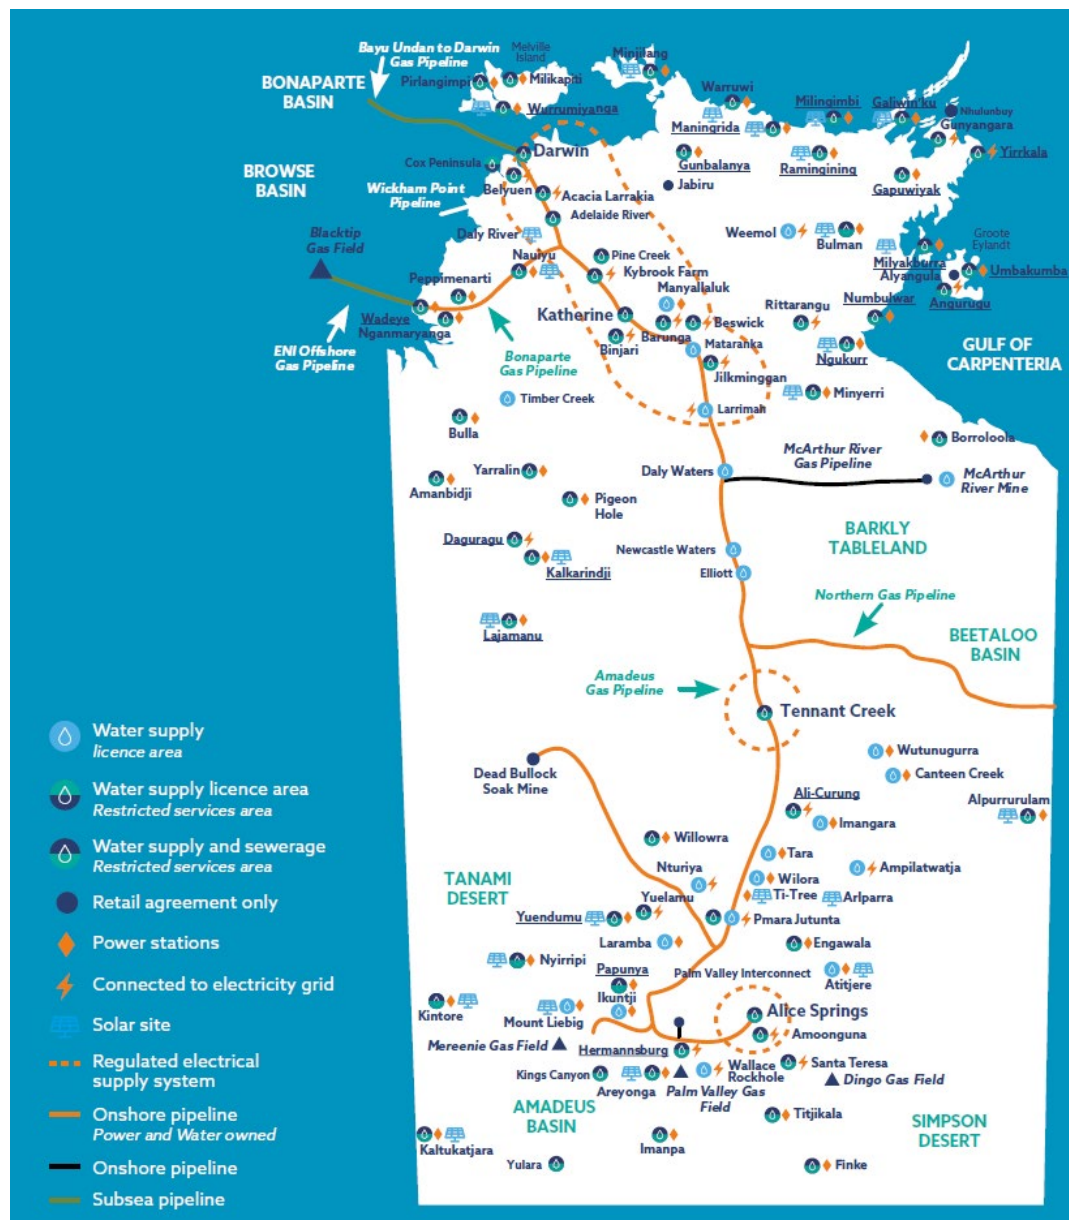 Bayu Undan to Darwin
Gas Pipeline
Melville
Island
Minjilang
BONAPARTE
BASIN
Pirlangimpi
Milikapiti
Wurrumiyanga
Warruwi
Maningrida
Milingimbi
Galiwin'ku
Nhulunbuy
Gunyangara
Yirrkala
Darwin
Cox Peninsula
BROWSE
BASIN
Belyuen
Wickham Point
Pipeline
Acacia Larrakia
Adelaide River
Gunbalanya
Jabiru
Ramingining
Gapuwiyak
Blacktip
Gas Field
Daly River
Nauiyu
Pine Creek
Kybrook Farm
Manyallaluk
Weemol
Bulman
Groote
Eylandt
Milyakburra
Alyangula
Umbakumba
Angurugu
Numbulwar
Peppimenarti
Wadeye
Nganmaryanga
Katherine
Binjari
Barunga
Beswick
Rittarangu
Mataranka
Jilkminggan
Ngukurr
GULF OF
CARPENTERIA
ENI Offshore
Gas Pipeline
Bonaparte
Gas Pipeline
Timber Creek
Larrimah
Minyerri
Bulla
Borroloola
McArthur River
Gas Pipeline
Yarralin
Amanbidji
Daly Waters
McArthur
River Mine
Pigeon
Hole
BARKLY
TABLELAND
Daguragu
Kalkarindji
Newcastle Waters
Elliott
Northern Gas Pipeline
Lajamanu
BEETALOO
BASIN
Amadeus
Gas Pipeline
Tennant Creek
Dead Bullock
Soak Mine
Wutunugurra
Canteen Creek
Ali-Curung
Imangara
Alpurrurulam
Willowra
Tara
Nturiya
Wilora
Ampilatwatja
TANAMI
DESERT
Yuelamu
Ti-Tree
Arlparra
Yuendumu
Pmara Jutunta
Laramba
Engawala
Nyirripi
Papunya
Palm Valley Interconnect
Atitjere
Ikuntji
Kintore
Mount Liebig
Alice Springs
Amoonguna
Mereenie Gas Field
Hermannsburg
Kings Canyon
Areyonga
Wallace
Rockhole
Santa Teresa
Palm Valley Gas
Field
Dingo Gas Field
AMADEUS
BASIN
Titjikala
SIMPSON
DESERT
Kaltukatjara
Yulara
Imanpa
Finke
Water supply
licence area
Water supply licence area
Restricted services area
Water supply and sewerage
Restricted services area
Retail agreement only
Power stations
Connected to electricity grid
Solar site
Regulated electrical
supply system
Onshore pipeline
Power and Water owned
Onshore pipeline
Subsea pipeline